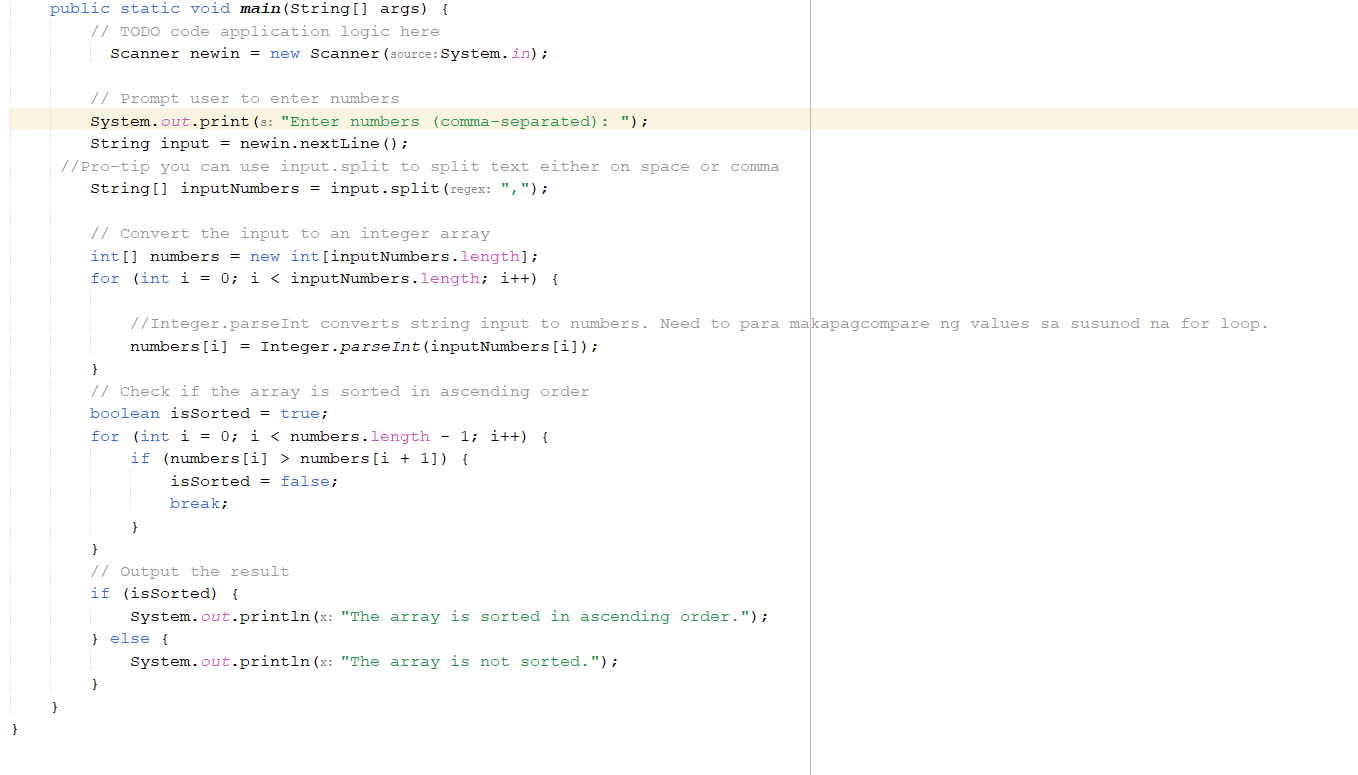 public static void main(String[] args) {
// TODO code application logic here
Scanner newin = new Scanner(source:System.in);
// Prompt user to enter numbers
System.out.print(s: "Enter numbers (comma-separated): ");
String input = newin.nextLine();
//Pro-tip you can use input.split to split text either on space or comma
String[] inputNumbers = input.split(regex: ",");
// Convert the input to an integer array
int[] numbers = new int[inputNumbers.length];
for (int i = 0; i < inputNumbers.length; i++) {
//Integer.parseInt converts string input to numbers. Need to para makapagcompare ng values sa susunod na for loop.
numbers[i] = Integer.parseInt(inputNumbers[i]);
}
// Check if the array is sorted in ascending order
boolean isSorted = true;
for (int i = 0; i < numbers.length - 1; i++) {
if (numbers[i] > numbers[i + 1]) {
isSorted = false;
break;
}
}
// Output the result
if (isSorted) {
System.out.println(x: "The array is sorted in ascending order.");
} else {
System.out.println(x: "The array is not sorted.");
}
}
}